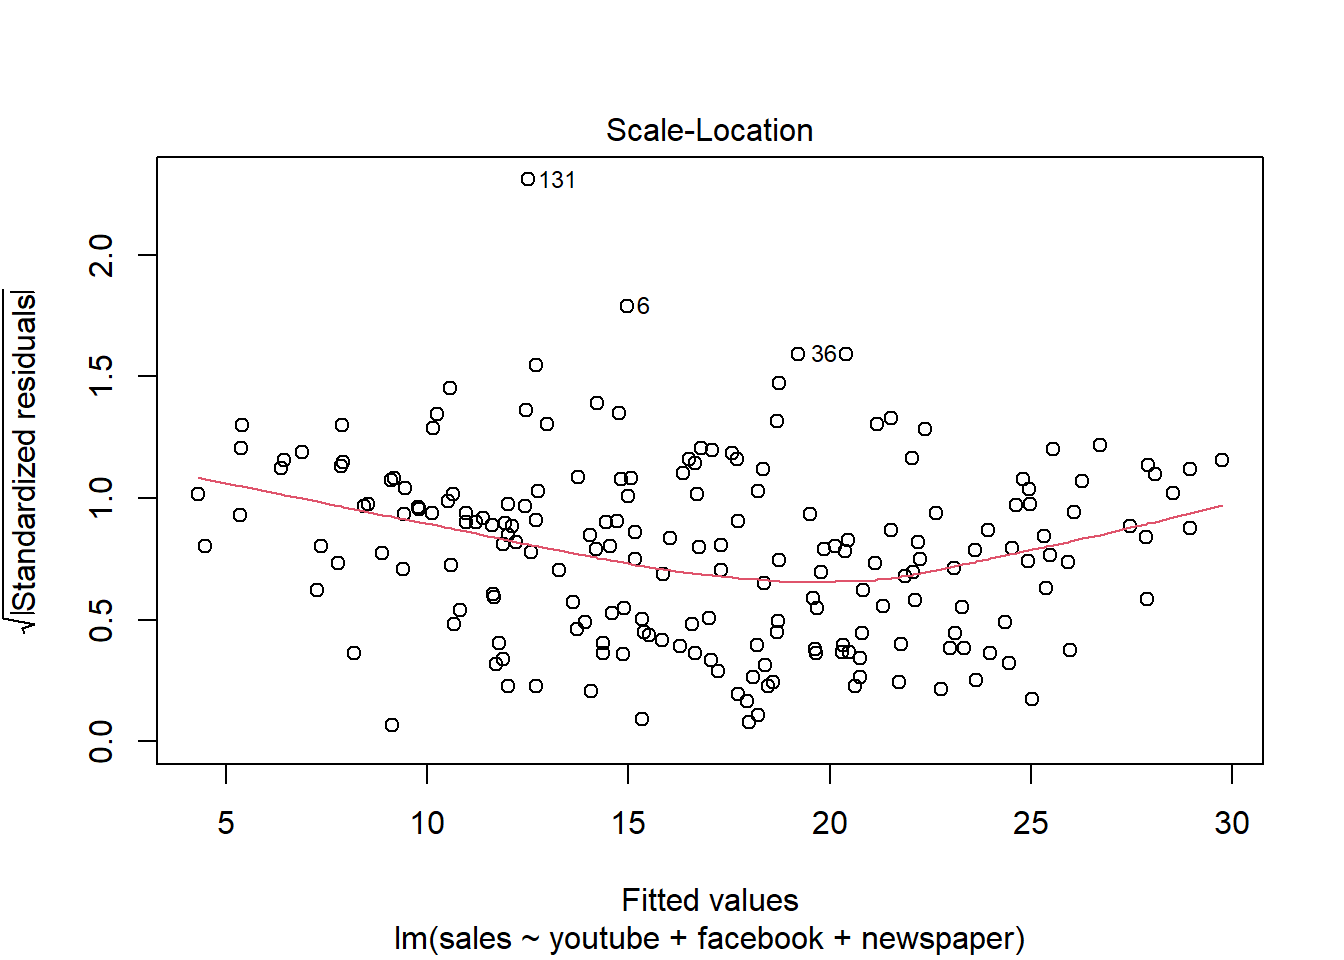 Scale-Location
131
6
36
2.0
1.5
1.0
0.5
0.0
√|Standardized residuals|
5 10 15 20 25 30
Fitted values
lm(sales ~ youtube + facebook + newspaper)